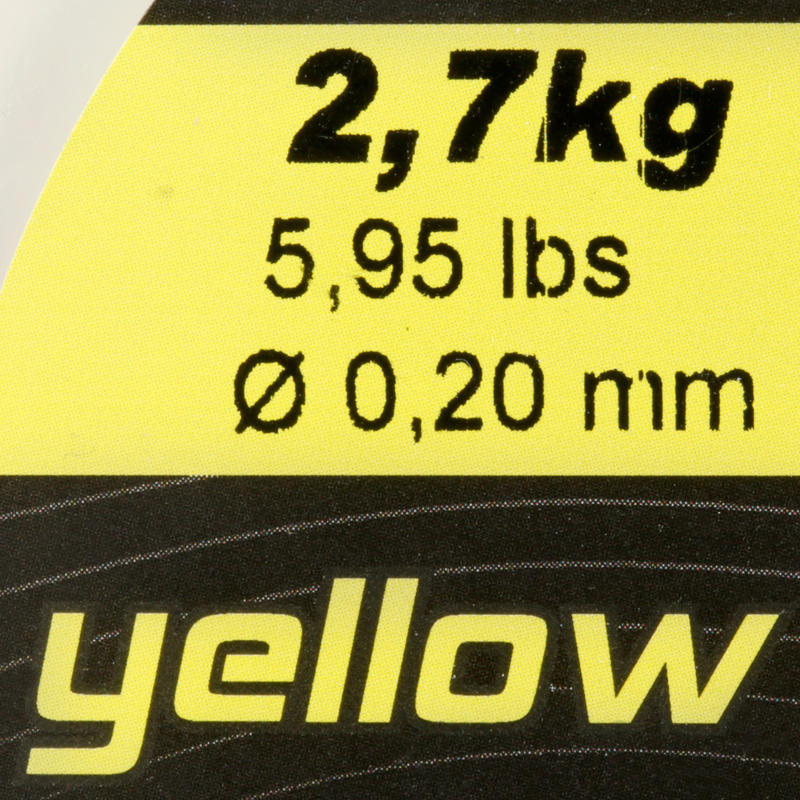 2,7kg
5,95 lbs
Ø 0,20 mm
yellow